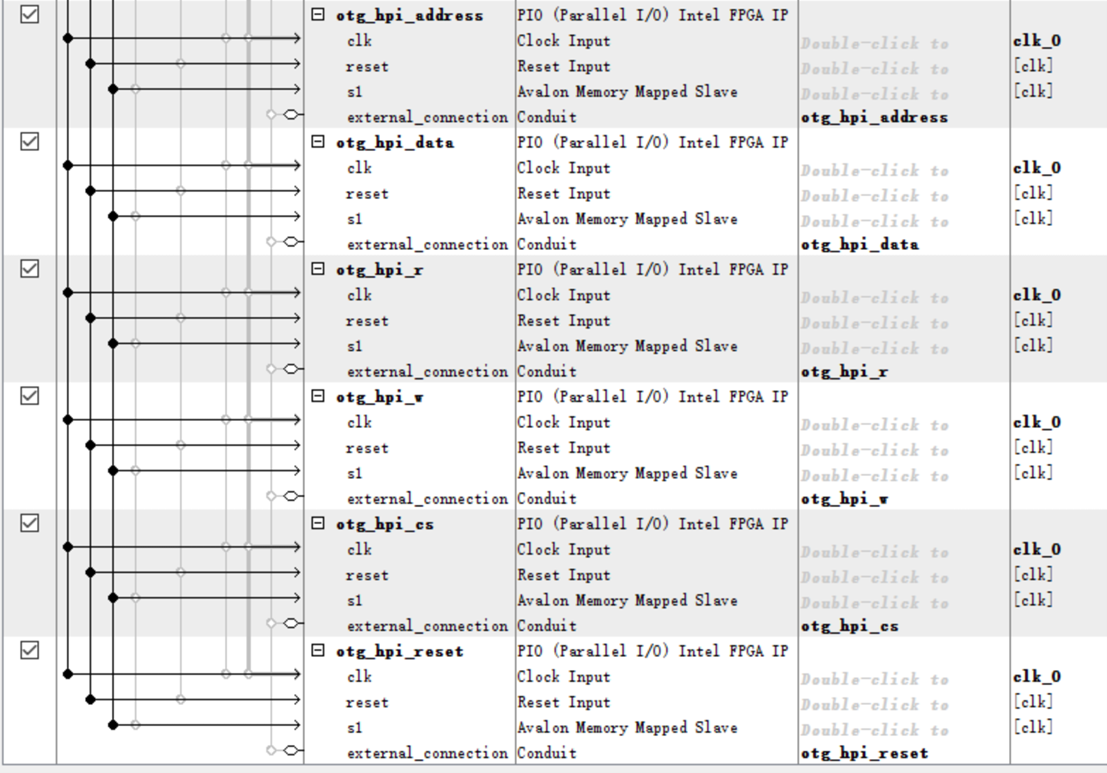 otg_hpi_address PIO (Parallel I/O) Intel FPGA IP
clk Clock Input Double-click to clk_0
reset Reset Input Double-click to [clk]
s1 Avalon Memory Mapped Slave Double-click to [clk]
external_connection Conduit otg_hpi_address
otg_hpi_data PIO (Parallel I/O) Intel FPGA IP
clk Clock Input Double-click to clk_0
reset Reset Input Double-click to [clk]
s1 Avalon Memory Mapped Slave Double-click to [clk]
external_connection Conduit otg_hpi_data
otg_hpi_r PIO (Parallel I/O) Intel FPGA IP
clk Clock Input Double-click to clk_0
reset Reset Input Double-click to [clk]
s1 Avalon Memory Mapped Slave Double-click to [clk]
external_connection Conduit otg_hpi_r
otg_hpi_w PIO (Parallel I/O) Intel FPGA IP
clk Clock Input Double-click to clk_0
reset Reset Input Double-click to [clk]
s1 Avalon Memory Mapped Slave Double-click to [clk]
external_connection Conduit otg_hpi_w
otg_hpi_cs PIO (Parallel I/O) Intel FPGA IP
clk Clock Input Double-click to clk_0
reset Reset Input Double-click to [clk]
s1 Avalon Memory Mapped Slave Double-click to [clk]
external_connection Conduit otg_hpi_cs
otg_hpi_reset PIO (Parallel I/O) Intel FPGA IP
clk Clock Input Double-click to clk_0
reset Reset Input Double-click to [clk]
s1 Avalon Memory Mapped Slave Double-click to [clk]
external_connection Conduit otg_hpi_reset